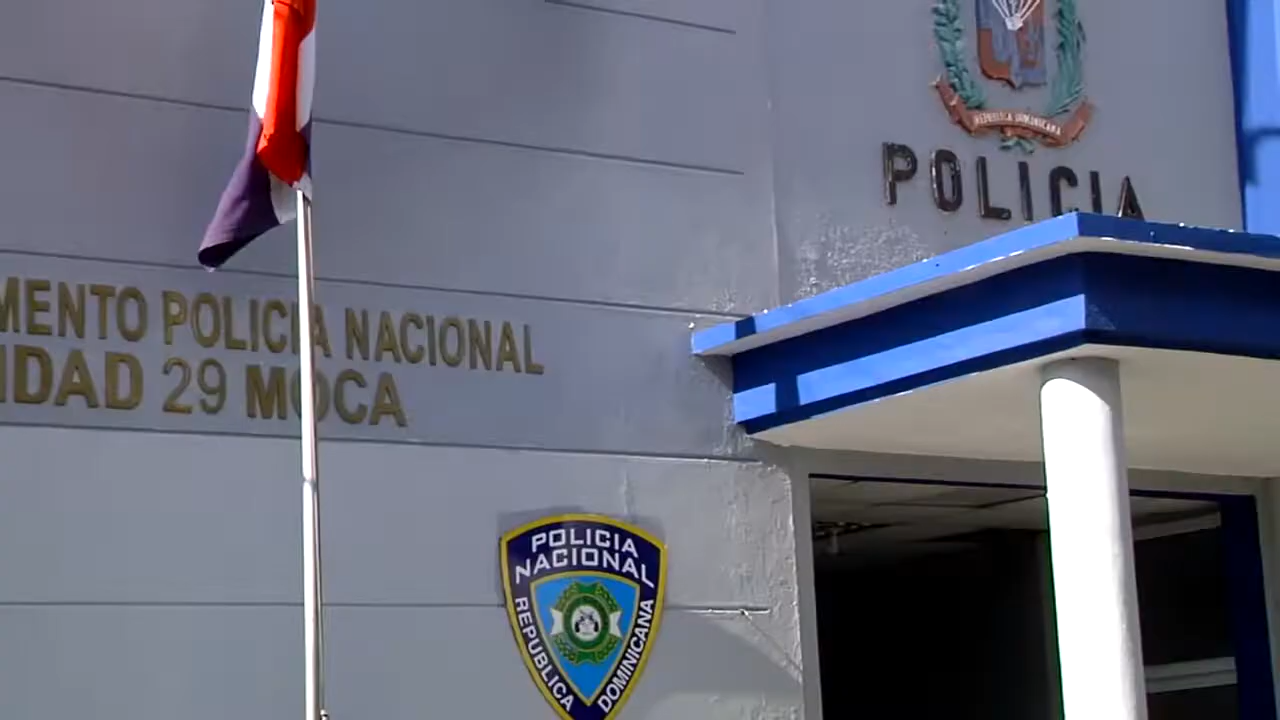 REPUBLICA DOMINICANA
POLICIA
MENTO POLICIA NACIONAL
IDAD 29 MOCA
POLICIA
NACIONAL
REPUBLICA
DOMINICANA